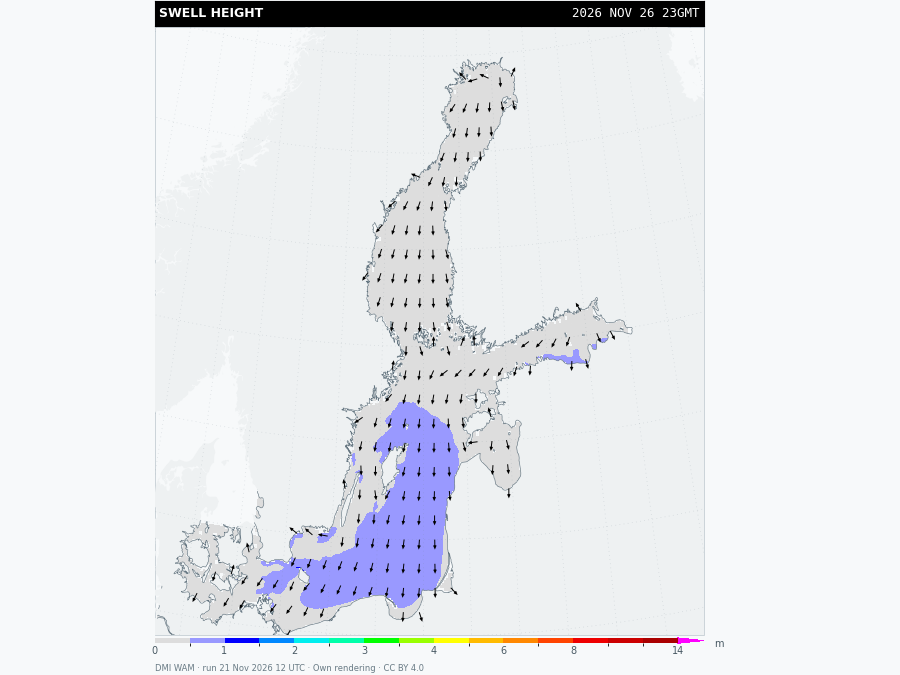 SWELL HEIGHT 2026 NOV 26 23GMT
0 1 2 3 4 6 8 14 m
DMI WAM · run 21 Nov 2026 12 UTC · Own rendering · CC BY 4.0